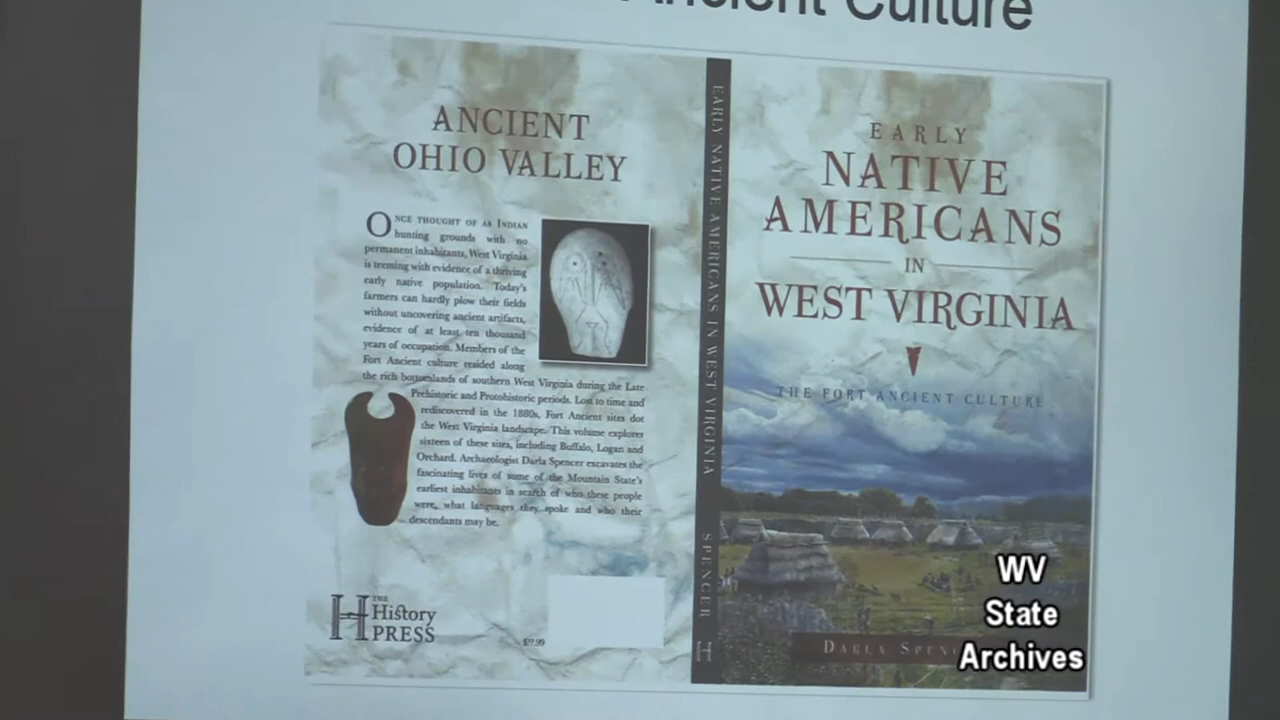 Ancient Culture
ANCIENT
OHIO VALLEY
ONCE THOUGHT OF AS INDIAN
hunting grounds with no
permanent inhabitants, West Virginia
is teeming with evidence of a thriving
early native population. Today's
farmers can hardly plow their fields
without uncovering ancient artifacts,
evidence of at least ten thousand
years of occupation. Members of the
Fort Ancient culture resided along
the rich bottomlands of southern West Virginia during the Late
Prehistoric and Protohistoric periods. Lost to time and
rediscovered in the 1880s, Fort Ancient sites dot
the West Virginia landscape. This volume explores
sixteen of these sites, including Buffalo, Logan and
Orchard. Archaeologist Darla Spencer excavates the
fascinating lives of some of the Mountain State's
earliest inhabitants in search of who these people
were, what languages they spoke and who their
descendants may be.
H THE
History
PRESS
EARLY NATIVE AMERICANS IN WEST VIRGINIA
SPENCER
H
EARLY
NATIVE
AMERICANS
IN
WEST VIRGINIA
THE FORT ANCIENT CULTURE
DARLA SPENC
WV
State
Archives